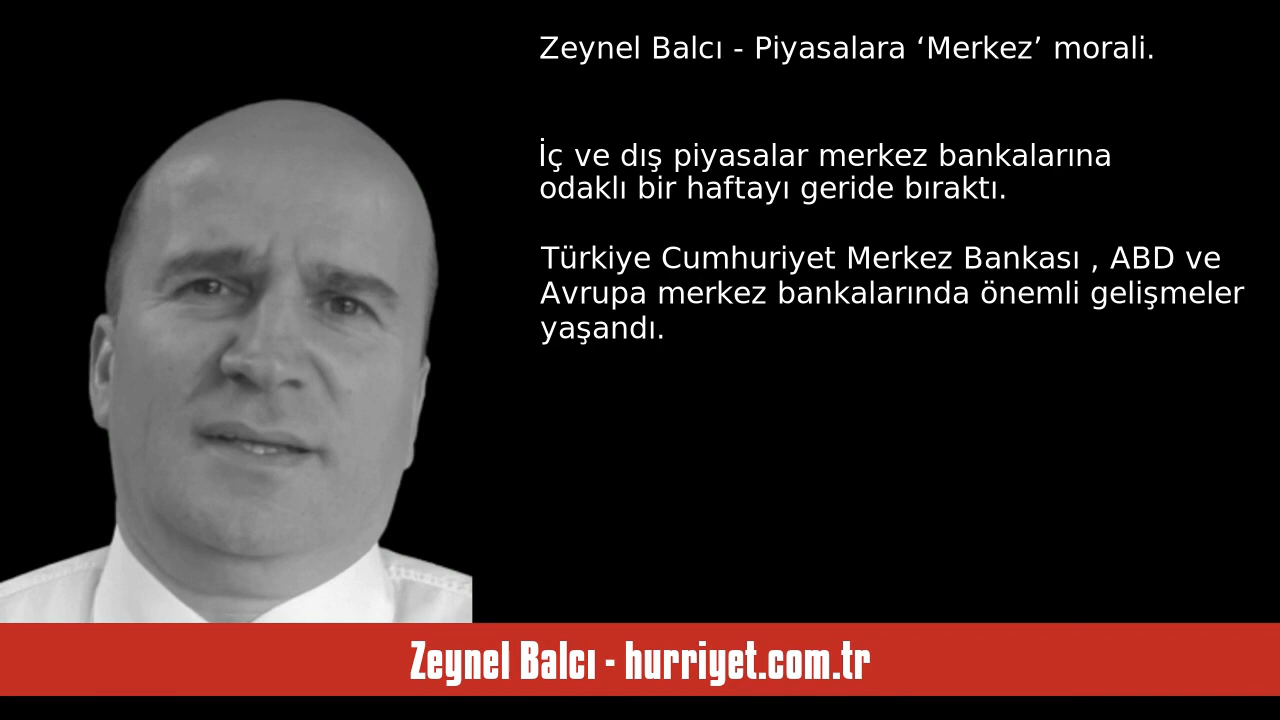 Zeynel Balcı - Piyasalara ‘Merkez’ morali.
İç ve dış piyasalar merkez bankalarına
odaklı bir haftayı geride bıraktı.
Türkiye Cumhuriyet Merkez Bankası , ABD ve
Avrupa merkez bankalarında önemli gelişmeler
yaşandı.
Zeynel Balcı - hurriyet.com.tr